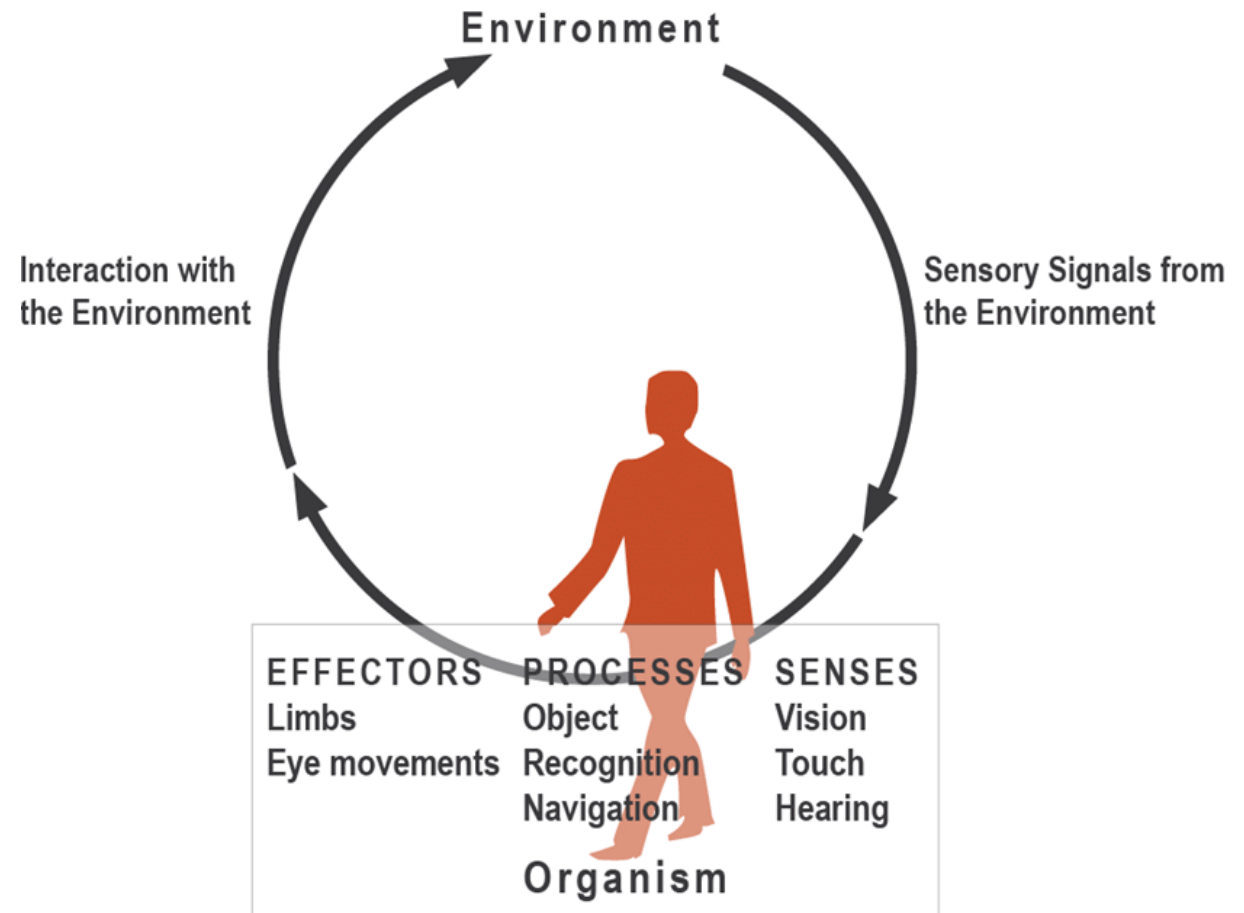 Environment
Interaction with
the Environment
Sensory Signals from
the Environment
EFFECTORS
Limbs
Eye movements
PROCESSES
Object
Recognition
Navigation
SENSES
Vision
Touch
Hearing
Organism